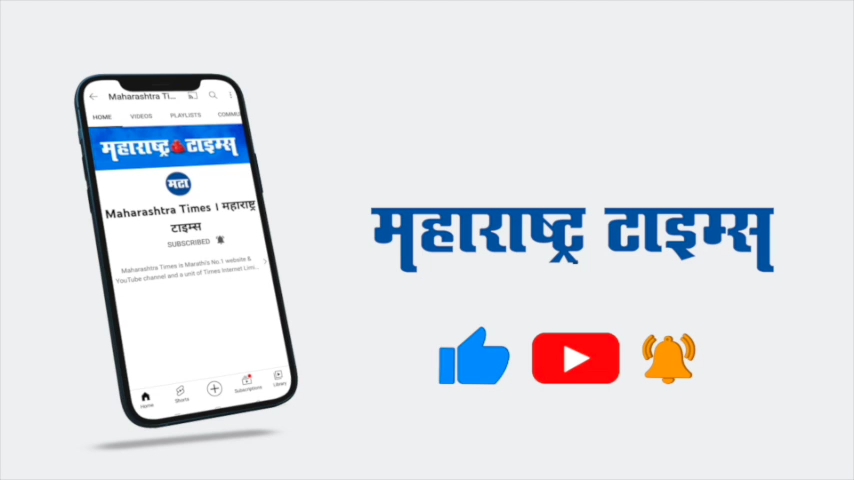 Maharashtra Ti...
HOME VIDEOS PLAYLISTS COMMU
महाराष्ट्र टाइम्स
मटा
Maharashtra Times । महाराष्ट्र
टाइम्स
SUBSCRIBED
Maharashtra Times is Marathi's No.1 website &
YouTube channel and a unit of Times Internet Limi...
Home Shorts Subscriptions Library
महाराष्ट्र टाइम्स